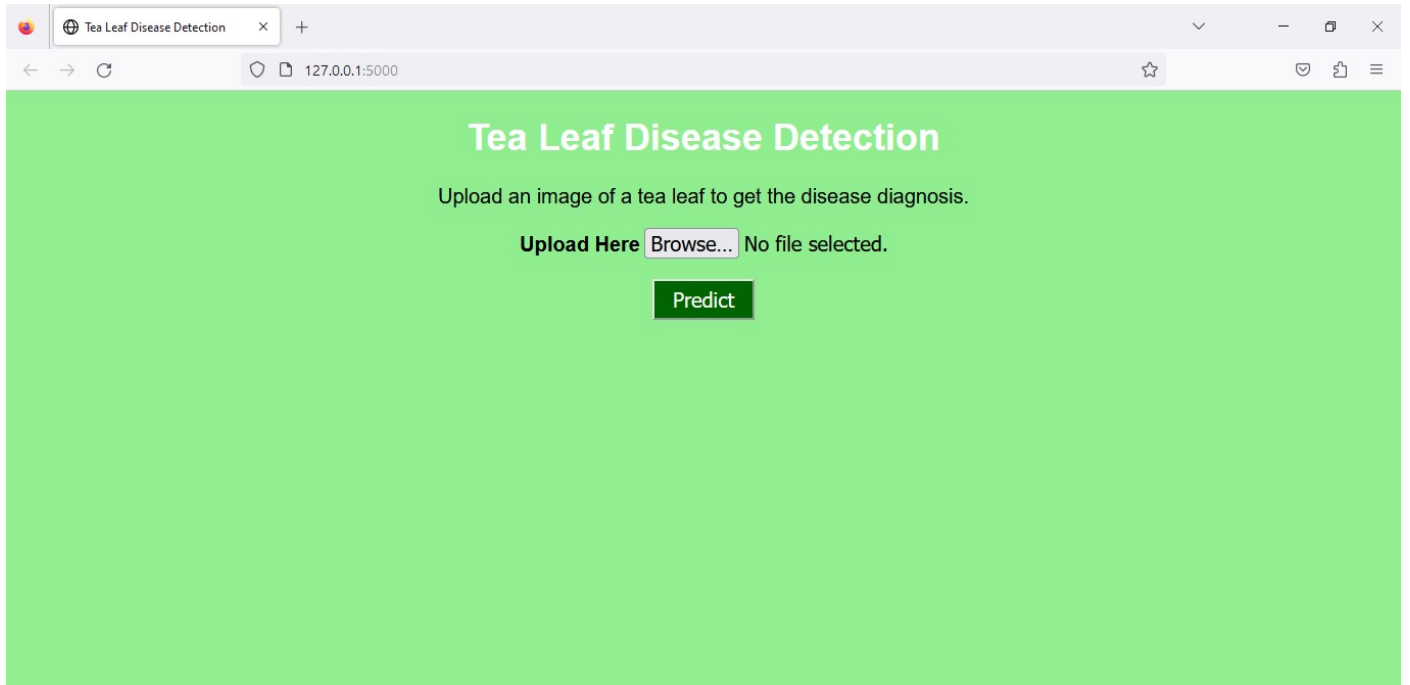 Tea Leaf Disease Detection
127.0.0.1:5000
Tea Leaf Disease Detection
Upload an image of a tea leaf to get the disease diagnosis.
Upload Here Browse... No file selected.
Predict